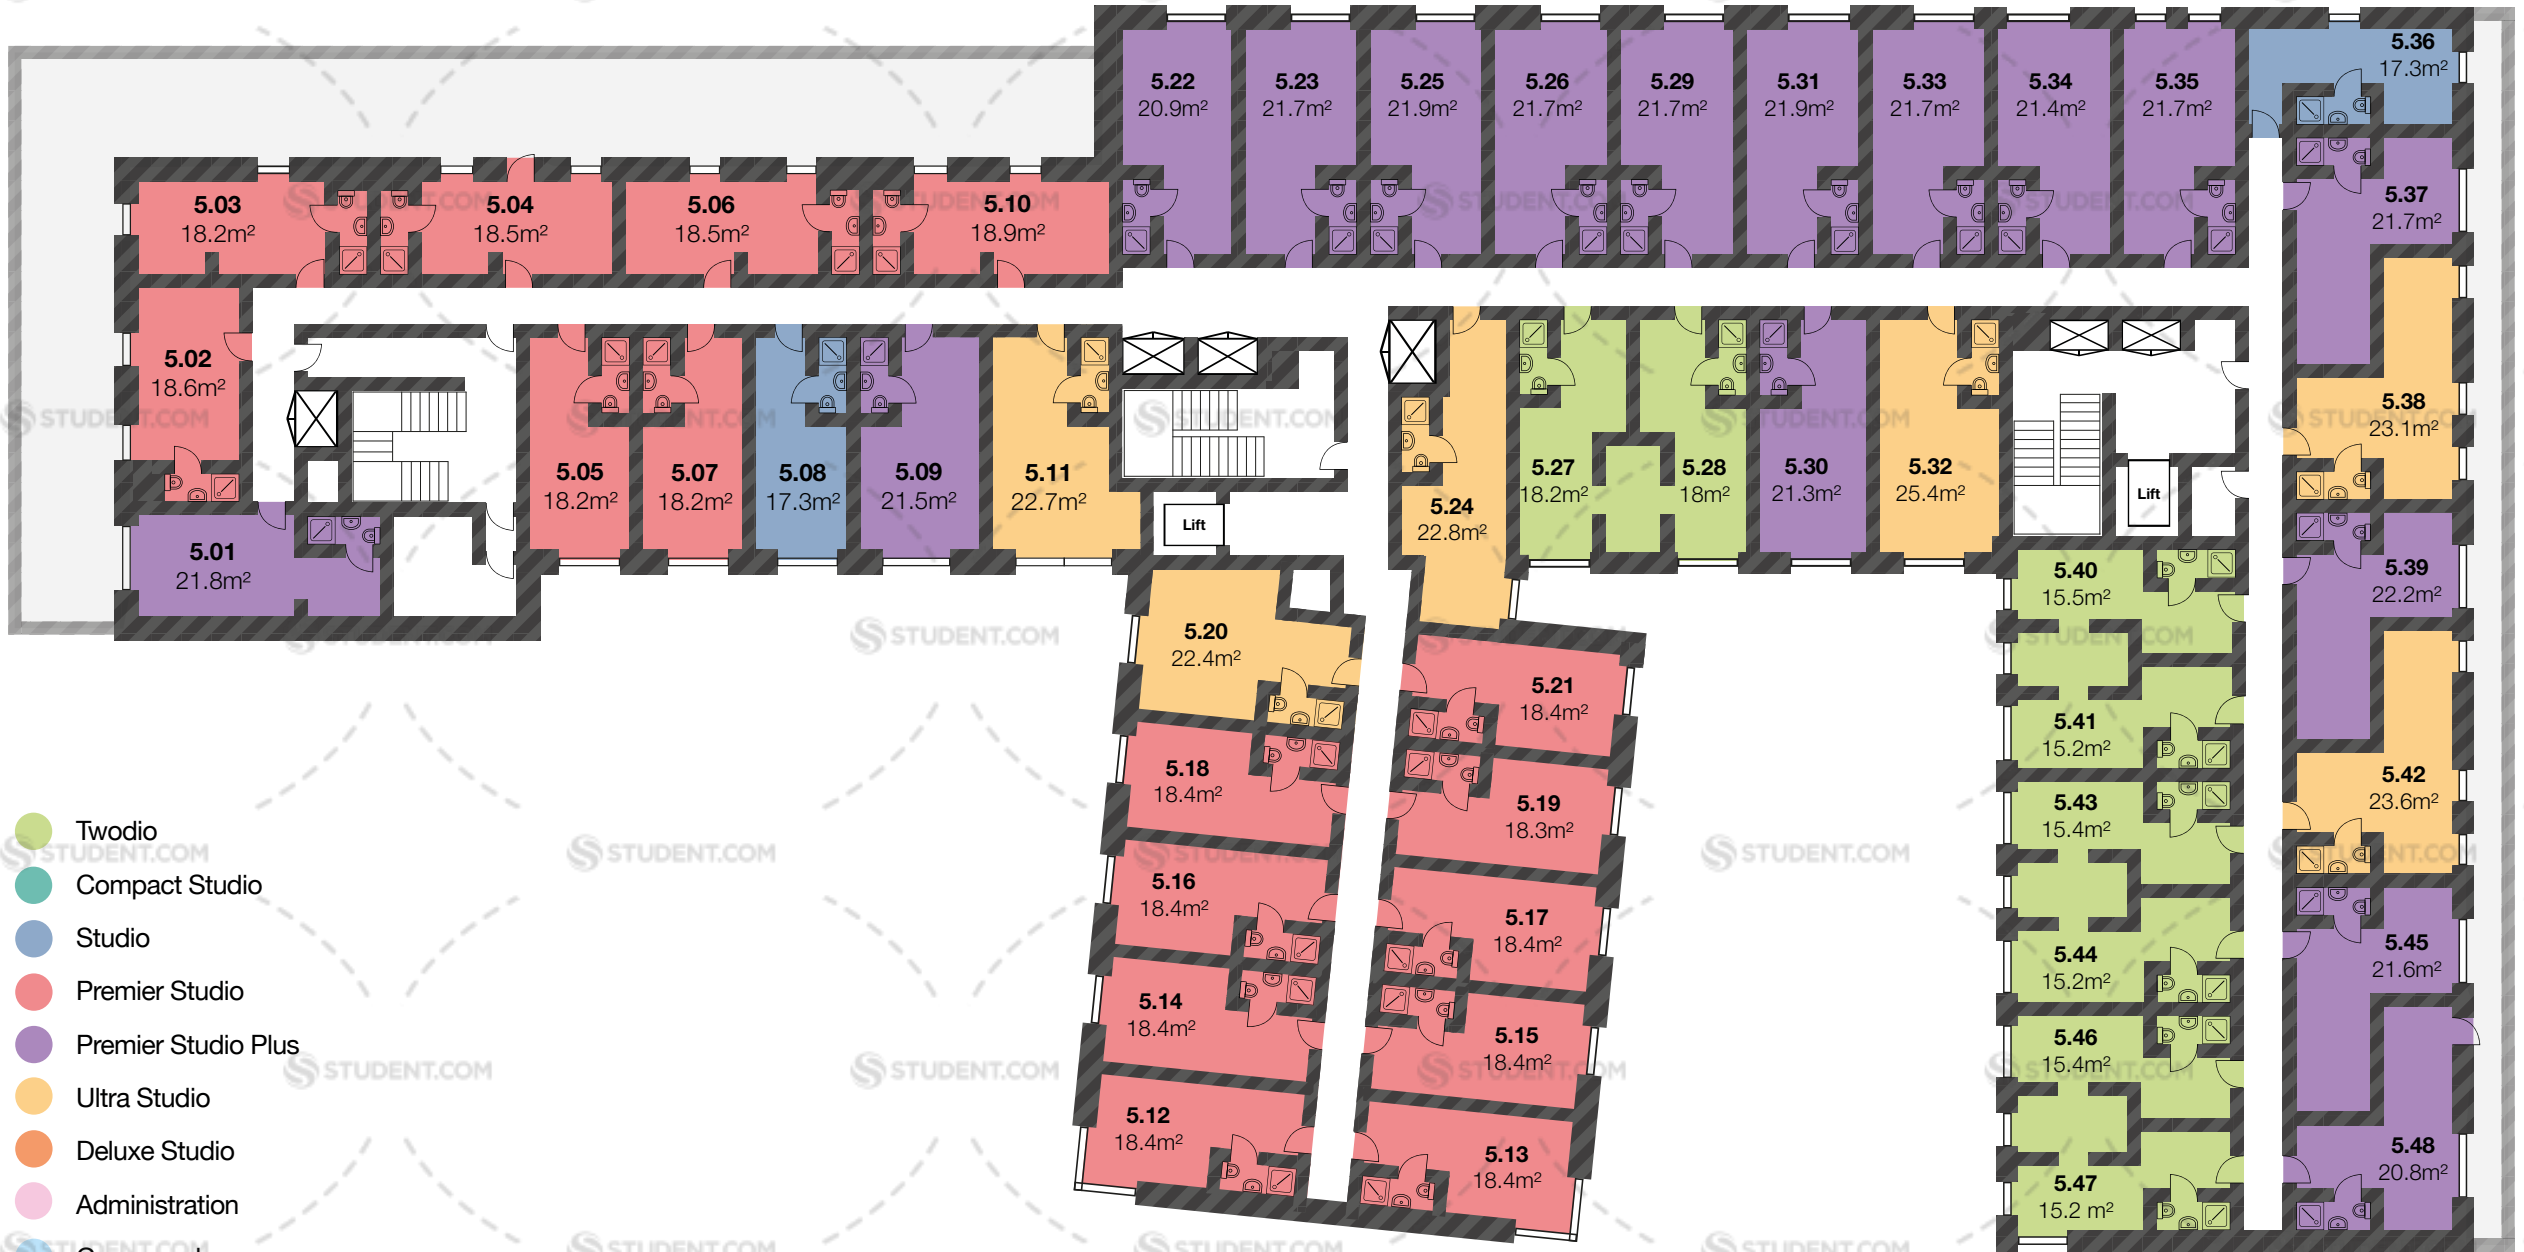 5.22
20.9m²
5.23
21.7m²
5.25
21.9m²
5.26
21.7m²
5.29
21.7m²
5.31
21.9m²
5.33
21.7m²
5.34
21.4m²
5.35
21.7m²
5.36
17.3m²
5.37
21.7m²
5.03
18.2m²
5.04
18.5m²
5.06
18.5m²
5.10
18.9m²
5.02
18.6m²
5.01
21.8m²
5.05
18.2m²
5.07
18.2m²
5.08
17.3m²
5.09
21.5m²
5.11
22.7m²
Lift
5.24
22.8m²
5.27
18.2m²
5.28
18m²
5.30
21.3m²
5.32
25.4m²
Lift
5.38
23.1m²
5.39
22.2m²
5.40
15.5m²
5.41
15.2m²
5.42
23.6m²
5.43
15.4m²
5.44
15.2m²
5.45
21.6m²
5.46
15.4m²
5.47
15.2 m²
5.48
20.8m²
5.20
22.4m²
5.21
18.4m²
5.18
18.4m²
5.19
18.3m²
5.16
18.4m²
5.17
18.4m²
5.14
18.4m²
5.15
18.4m²
5.12
18.4m²
5.13
18.4m²
Twodio
Compact Studio
Studio
Premier Studio
Premier Studio Plus
Ultra Studio
Deluxe Studio
Administration
STUDENT.COM